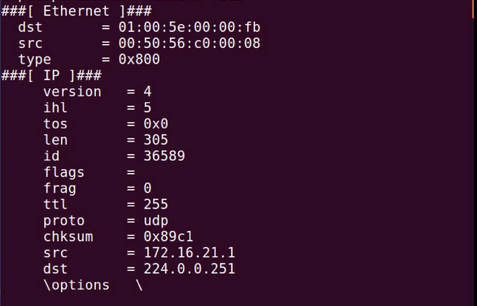 ###[ Ethernet ]###
  dst       = 01:00:5e:00:00:fb
  src       = 00:50:56:c0:00:08
  type      = 0x800
###[ IP ]###
     version   = 4
     ihl       = 5
     tos       = 0x0
     len       = 305
     id        = 36589
     flags     =
     frag      = 0
     ttl       = 255
     proto     = udp
     chksum    = 0x89c1
     src       = 172.16.21.1
     dst       = 224.0.0.251
     \options   \